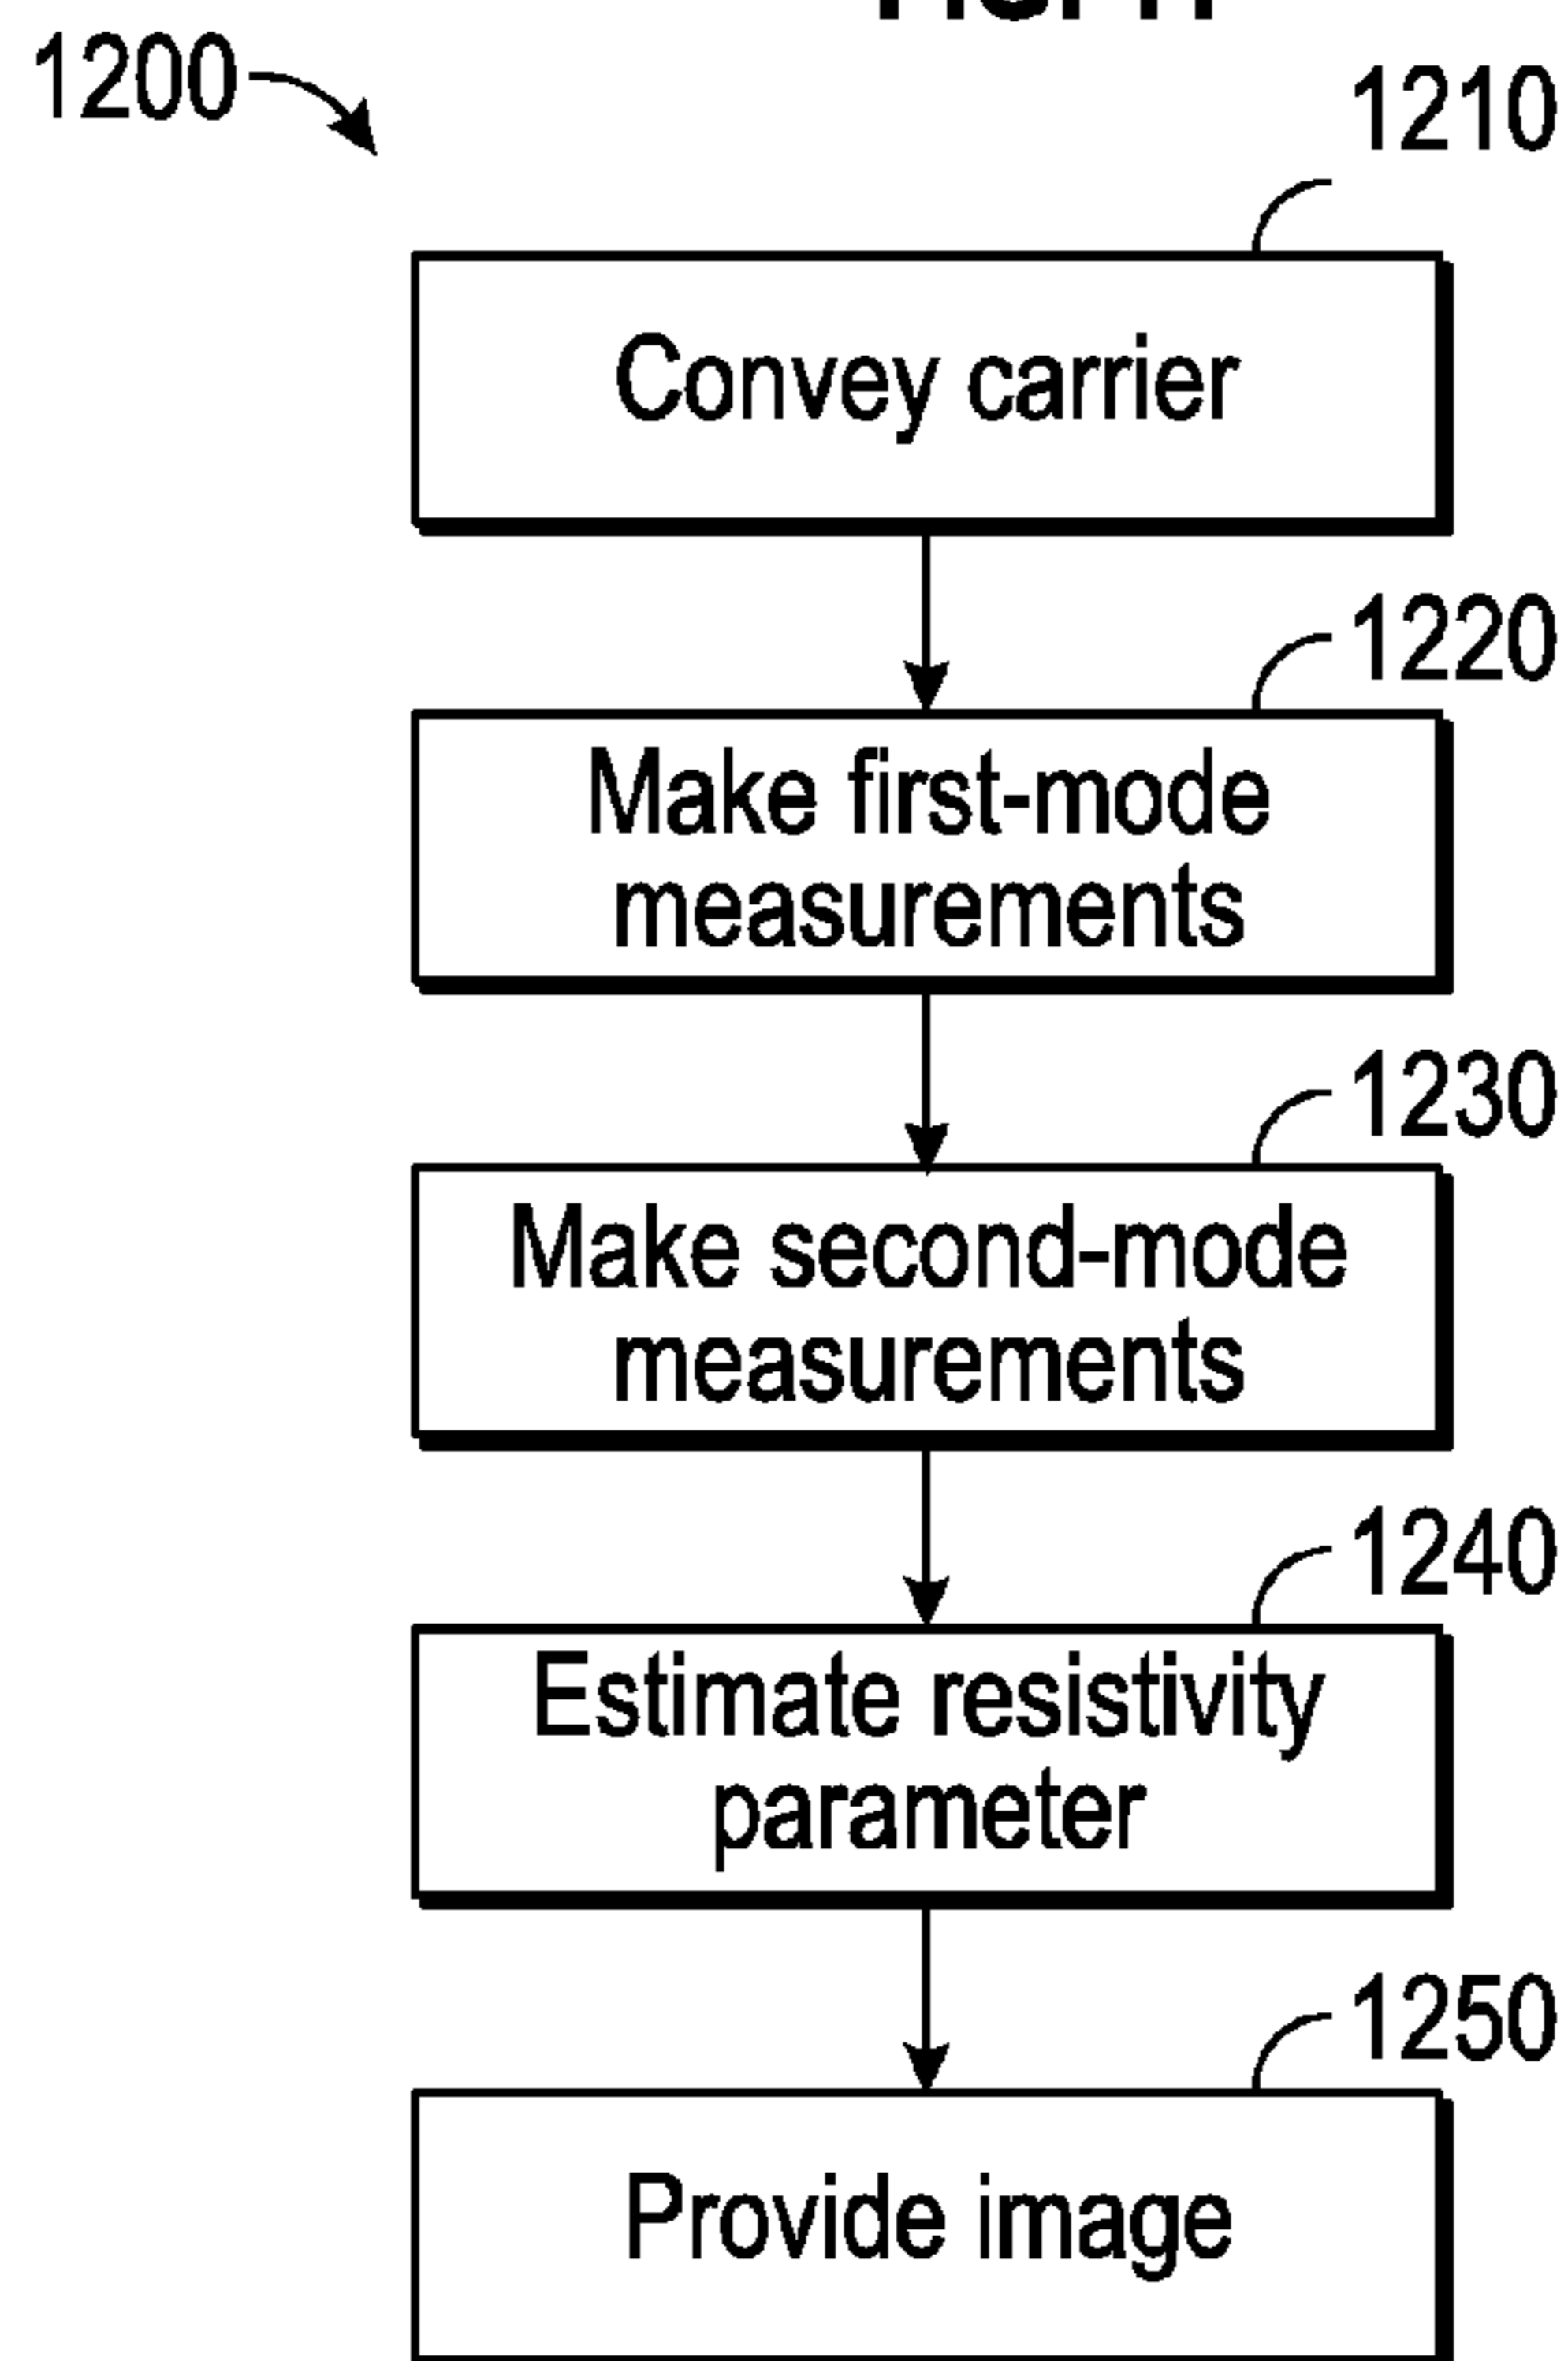 1200
1210
Convey carrier
1220
Make first-mode
measurements
1230
Make second-mode
measurements
1240
Estimate resistivity
parameter
1250
Provide image